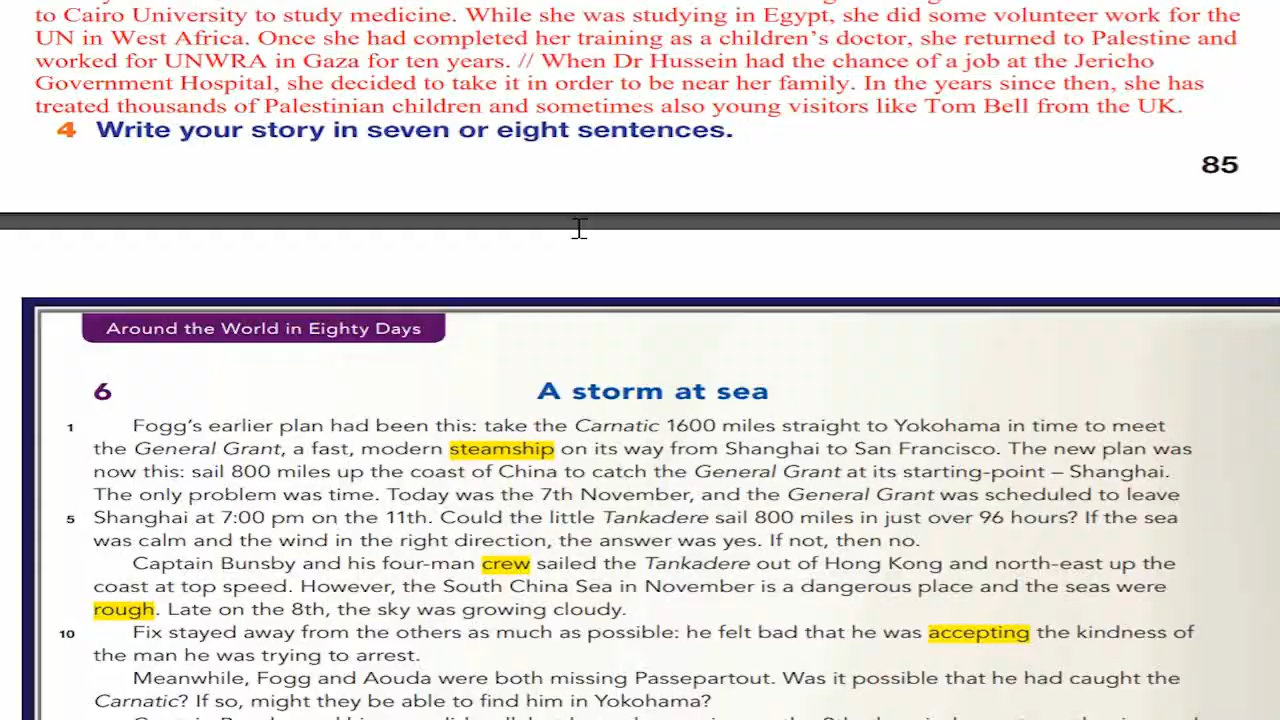 to Cairo University to study medicine. While she was studying in Egypt, she did some volunteer work for the
UN in West Africa. Once she had completed her training as a children's doctor, she returned to Palestine and
worked for UNWRA in Gaza for ten years. // When Dr Hussein had the chance of a job at the Jericho
Government Hospital, she decided to take it in order to be near her family. In the years since then, she has
treated thousands of Palestinian children and sometimes also young visitors like Tom Bell from the UK.
4 Write your story in seven or eight sentences.
85
Around the World in Eighty Days
6 A storm at sea
1 Fogg's earlier plan had been this: take the Carnatic 1600 miles straight to Yokohama in time to meet
the General Grant, a fast, modern steamship on its way from Shanghai to San Francisco. The new plan was
now this: sail 800 miles up the coast of China to catch the General Grant at its starting-point – Shanghai.
The only problem was time. Today was the 7th November, and the General Grant was scheduled to leave
5 Shanghai at 7:00 pm on the 11th. Could the little Tankadere sail 800 miles in just over 96 hours? If the sea
was calm and the wind in the right direction, the answer was yes. If not, then no.
Captain Bunsby and his four-man crew sailed the Tankadere out of Hong Kong and north-east up the
coast at top speed. However, the South China Sea in November is a dangerous place and the seas were
rough. Late on the 8th, the sky was growing cloudy.
10 Fix stayed away from the others as much as possible: he felt bad that he was accepting the kindness of
the man he was trying to arrest.
Meanwhile, Fogg and Aouda were both missing Passepartout. Was it possible that he had caught the
Carnatic? If so, might they be able to find him in Yokohama?